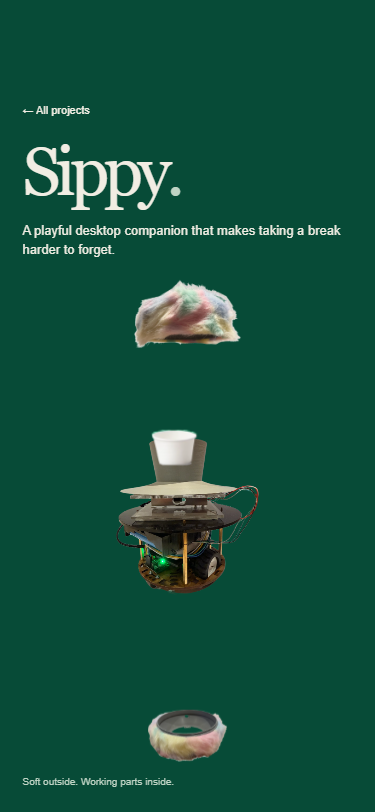 ← All projects
Sippy.
A playful desktop companion that makes taking a break
harder to forget.
Soft outside. Working parts inside.